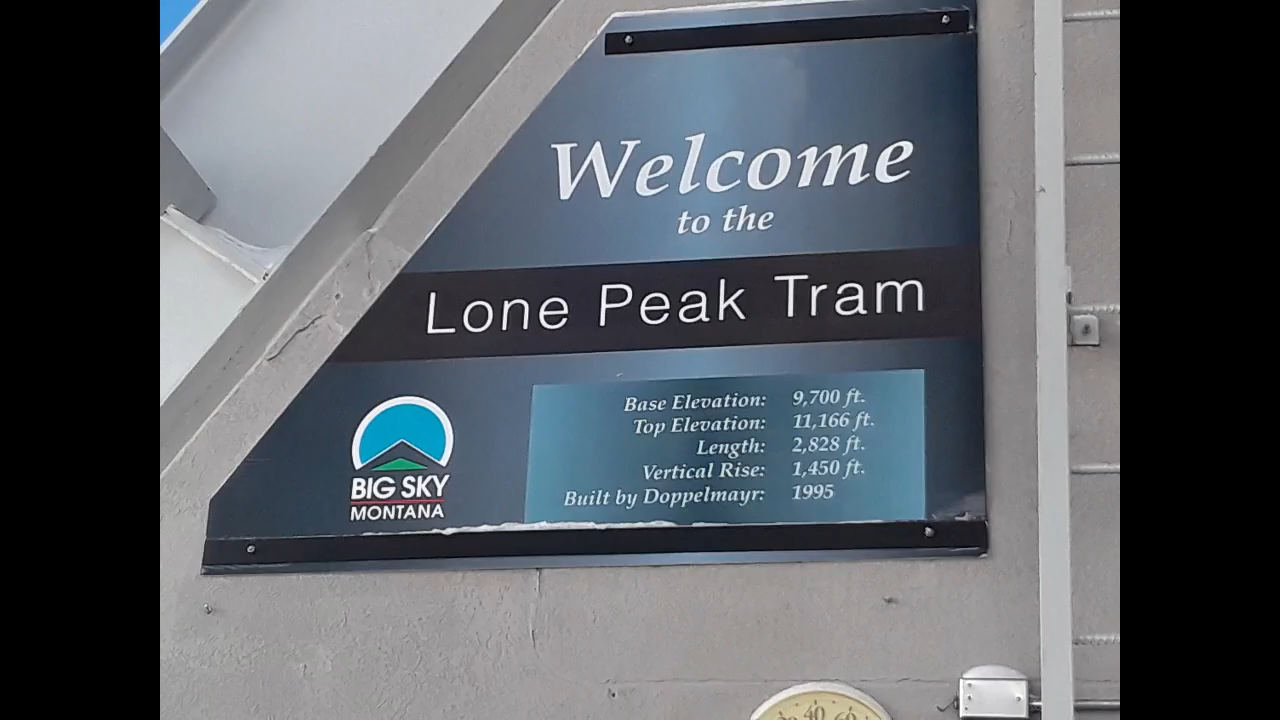 Welcome
to the
Lone Peak Tram
Base Elevation: 9,700 ft.
Top Elevation: 11,166 ft.
Length: 2,828 ft.
Vertical Rise: 1,450 ft.
Built by Doppelmayr: 1995
BIG SKY
MONTANA
40